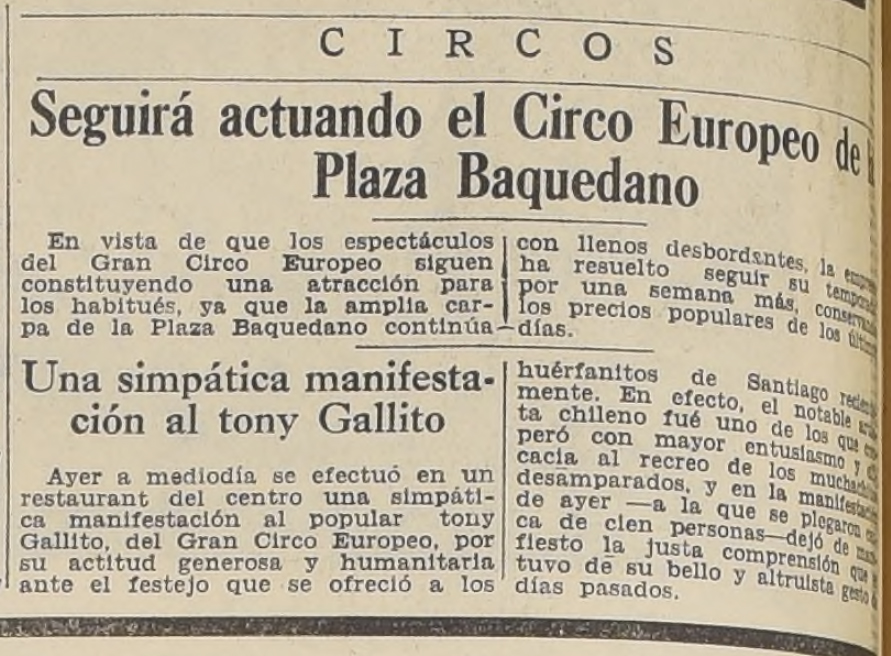 CIRCOS
Seguirá actuando el Circo Europeo de
Plaza Baquedano
En vista de que los espectáculos
del Gran Circo Europeo siguen
constituyendo una atracción para
los habitués, ya que la amplia car-
pa de la Plaza Baquedano continúa
con llenos desbordantes, la
ha resuelto seguir su
por una semana más,
los precios populares de los
días.
Una simpática manifesta-
ción al tony Gallito
Ayer a mediodía se efectuó en un
restaurant del centro una simpáti-
ca manifestación al popular tony
Gallito, del Gran Circo Europeo, por
su actitud generosa y humanitaria
ante el festejo que se ofreció a los
huérfanitos de Santiago
mente. En efecto, el notable
ta chileno fué uno de los que
peró con mayor entusiasmo y
cacia al recreo de los
desamparados, y en la
de ayer —a la que se plegaron
ca de cien personas—dejó de
fiesto la justa comprensión que
tuvo de su bello y altruista gesto
días pasados.